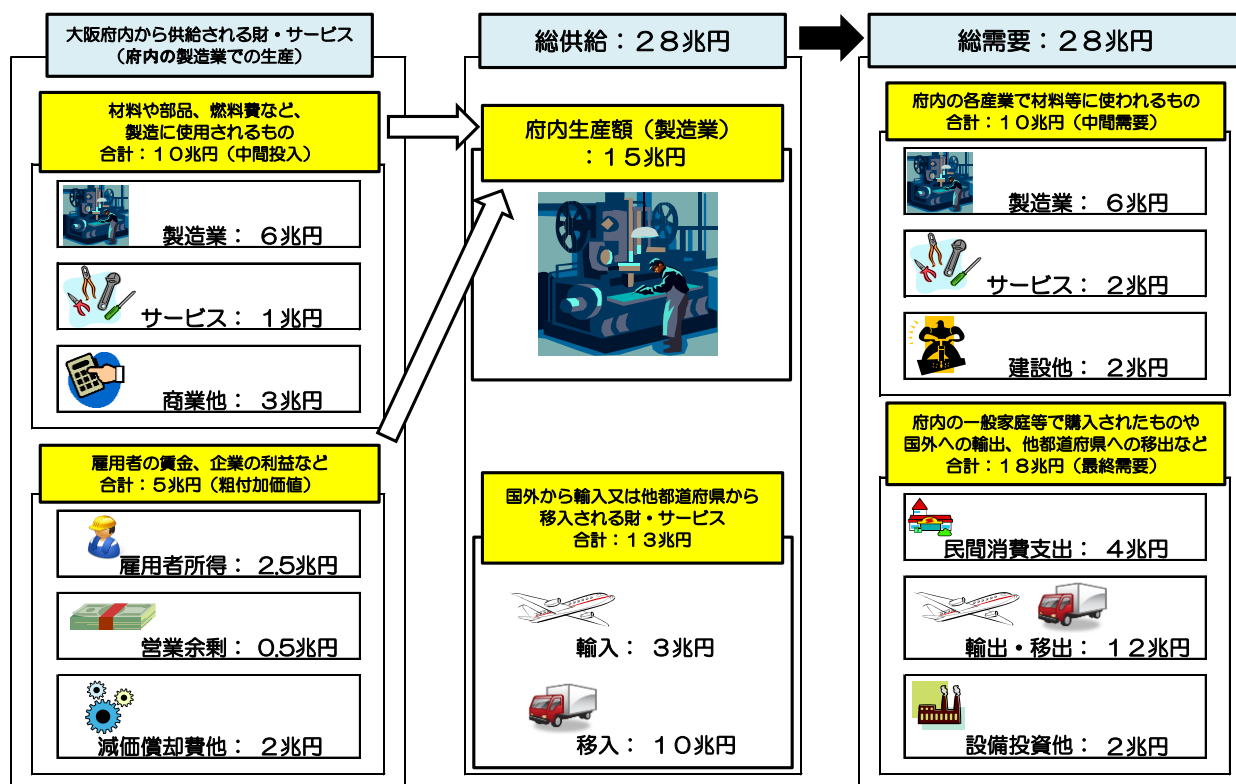 大阪府内から供給される財・サービス
（府内の製造業での生産）
材料や部品、燃料費など、
製造に使用されるもの
合計：１０兆円（中間投入）
製造業： ６兆円
サービス： １兆円
商業他： ３兆円
雇用者の賃金、企業の利益など
合計：５兆円（粗付加価値）
雇用者所得： ２.５兆円
営業余剰： ０.５兆円
減価償却費他： ２兆円
総供給：２８兆円
府内生産額（製造業）
：１５兆円
国外から輸入又は他都道府県から
移入される財・サービス
合計：１３兆円
輸入： ３兆円
移入： １０兆円
総需要：２８兆円
府内の各産業で材料等に使われるもの
合計：１０兆円（中間需要）
製造業： ６兆円
サービス： ２兆円
建設他： ２兆円
府内の一般家庭等で購入されたものや
国外への輸出、他都道府県への移出など
合計：１８兆円（最終需要）
民間消費支出： ４兆円
輸出・移出： １２兆円
設備投資他： ２兆円